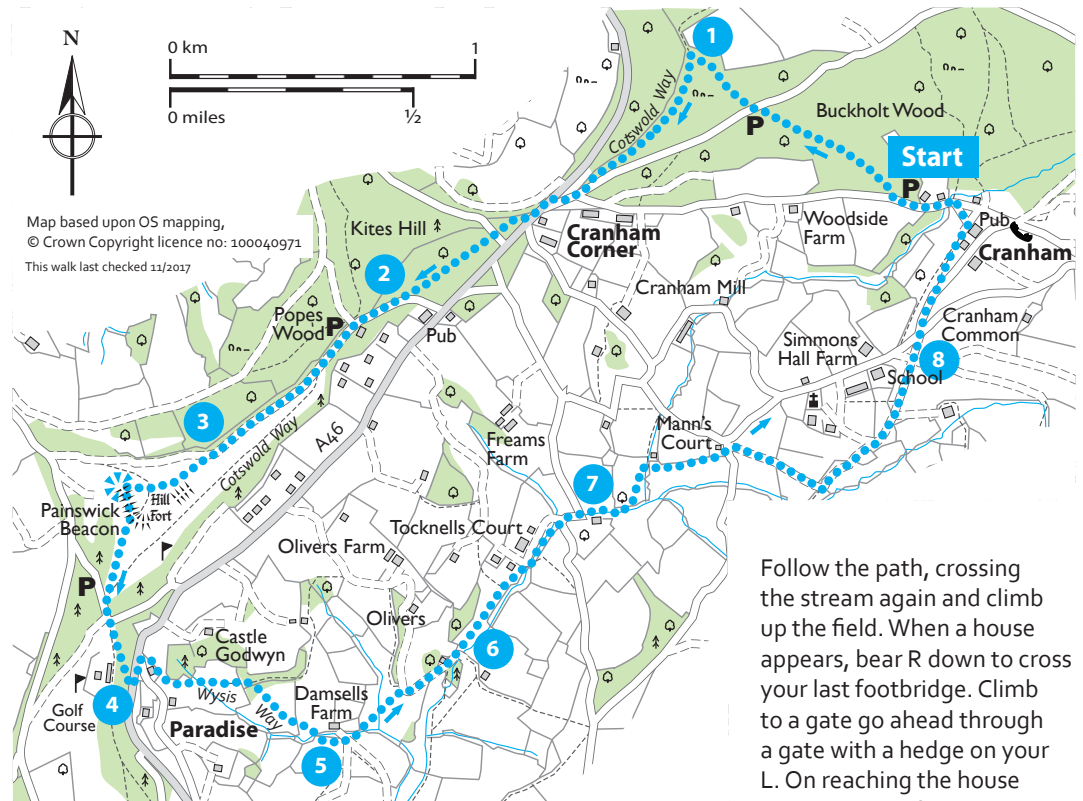 N
0 km 1
0 miles ½
Map based upon OS mapping,
© Crown Copyright licence no: 100040971
This walk last checked 11/2017
1
Cotswold Way
P
Buckholt Wood
Start
P
Pub
Cranham
Woodside
Farm
Cranham
Corner
Kites Hill
2
Cranham Mill
Popes
Wood
P
Pub
Simmons
Hall Farm
Cranham
Common
8
School
3
Cotswold Way
A46
Freams
Farm
Mann's
Court
7
Hill
Fort
Painswick
Beacon
Tocknells Court
Olivers Farm
P
Olivers
6
Castle
Godwyn
Wysis
Way
Damsells
Farm
4
Golf
Course
Paradise
5
Follow the path, crossing
the stream again and climb
up the field. When a house
appears, bear R down to cross
your last footbridge. Climb
to a gate go ahead through
a gate with a hedge on your
L. On reaching the house